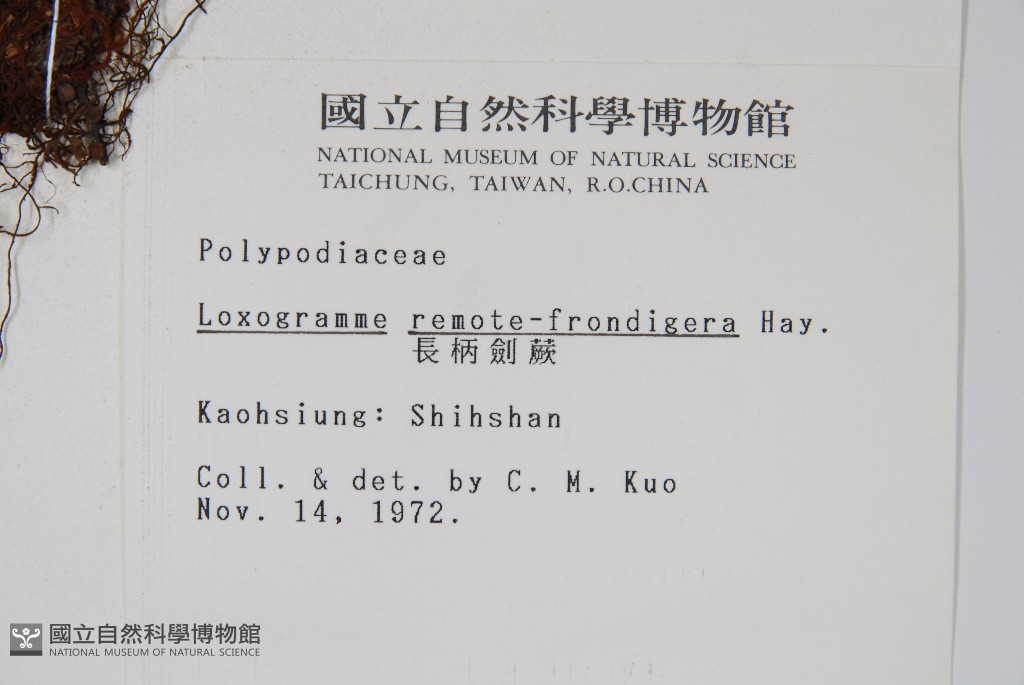 國立自然科學博物館
NATIONAL MUSEUM OF NATURAL SCIENCE
TAICHUNG, TAIWAN, R.O.CHINA
Polypodiaceae
Loxogramme remote-frondigera Hay.
長柄劍蕨
Kaohsiung: Shihshan
Coll. & det. by C. M. Kuo
Nov. 14, 1972.
國立自然科學博物館
NATIONAL MUSEUM OF NATURAL SCIENCE